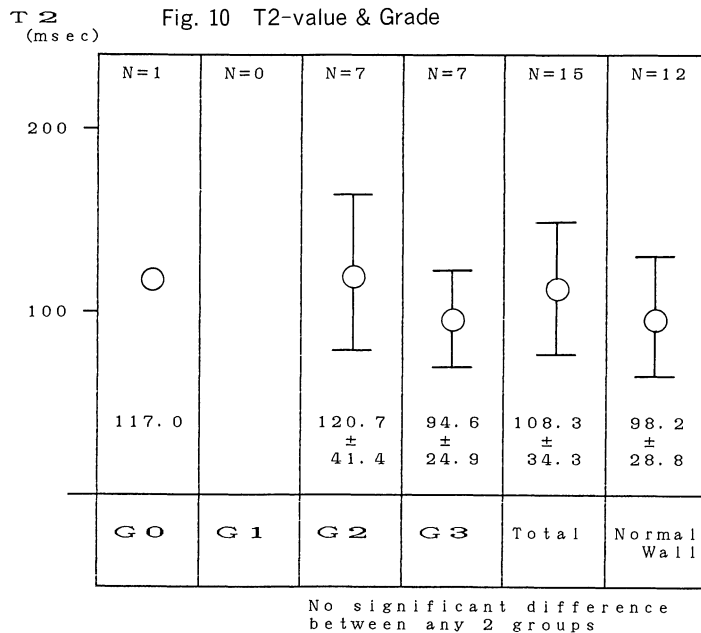 T2 Fig. 10 T2-value & Grade
(msec)
N=1 N=0 N=7 N=7 N=15 N=12
200
100
117.0 120.7 94.6 108.3 98.2
± ± ± ±
41.4 24.9 34.3 28.8
G0 G1 G2 G3 Total Normal
Wall
No significant difference
between any 2 groups